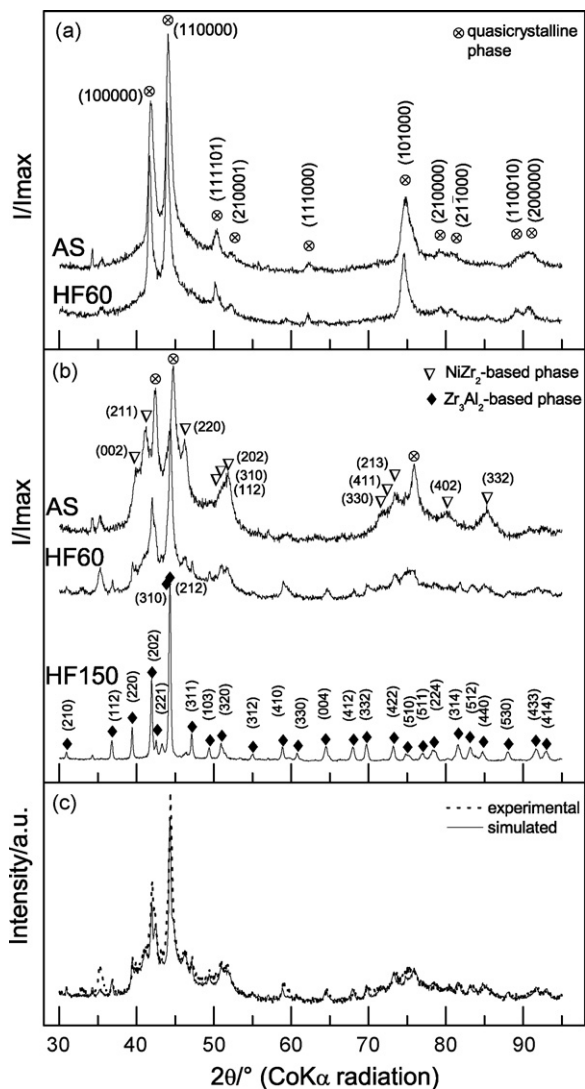 (a)
(110000)
⊗ quasicrystalline
phase
(100000)
(111101)
(210001)
(111000)
(101000)
(210000)
(211̄000)
(110010)
(200000)
AS
HF60
I/Imax
(b)
▽ NiZr₂-based phase
◆ Zr₃Al₂-based phase
(002)
(211)
(220)
(202)
(310)
(112)
(213)
(411)
(330)
(402)
(332)
AS
HF60
HF150
I/Imax
(310)
(212)
(210)
(112)
(220)
(202)
(221)
(311)
(103)
(320)
(312)
(410)
(330)
(004)
(412)
(332)
(422)
(510)
(511)
(224)
(314)
(512)
(440)
(530)
(433)
(414)
(c)
experimental
simulated
Intensity/a.u.
30 40 50 60 70 80 90
2θ/° (CoKα radiation)